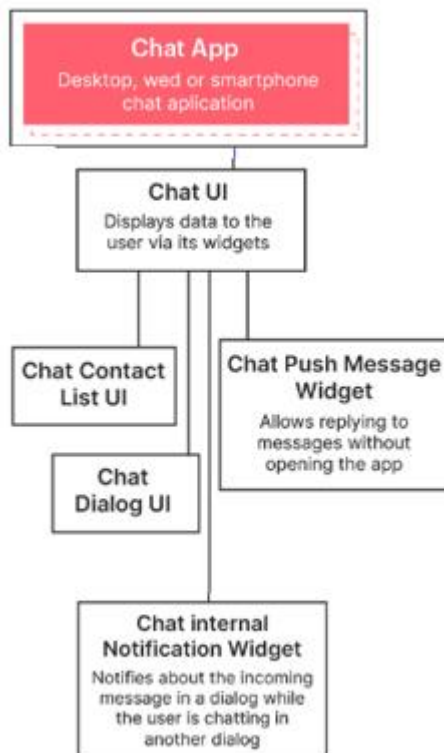 Chat App
Desktop, wed or smartphone
chat aplication
Chat UI
Displays data to the
user via its widgets
Chat Contact
List UI
Chat Push Message
Widget
Allows replying to
messages without
opening the app
Chat
Dialog UI
Chat internal
Notification Widget
Notifies about the incoming
message in a dialog while
the user is chatting in
another dialog